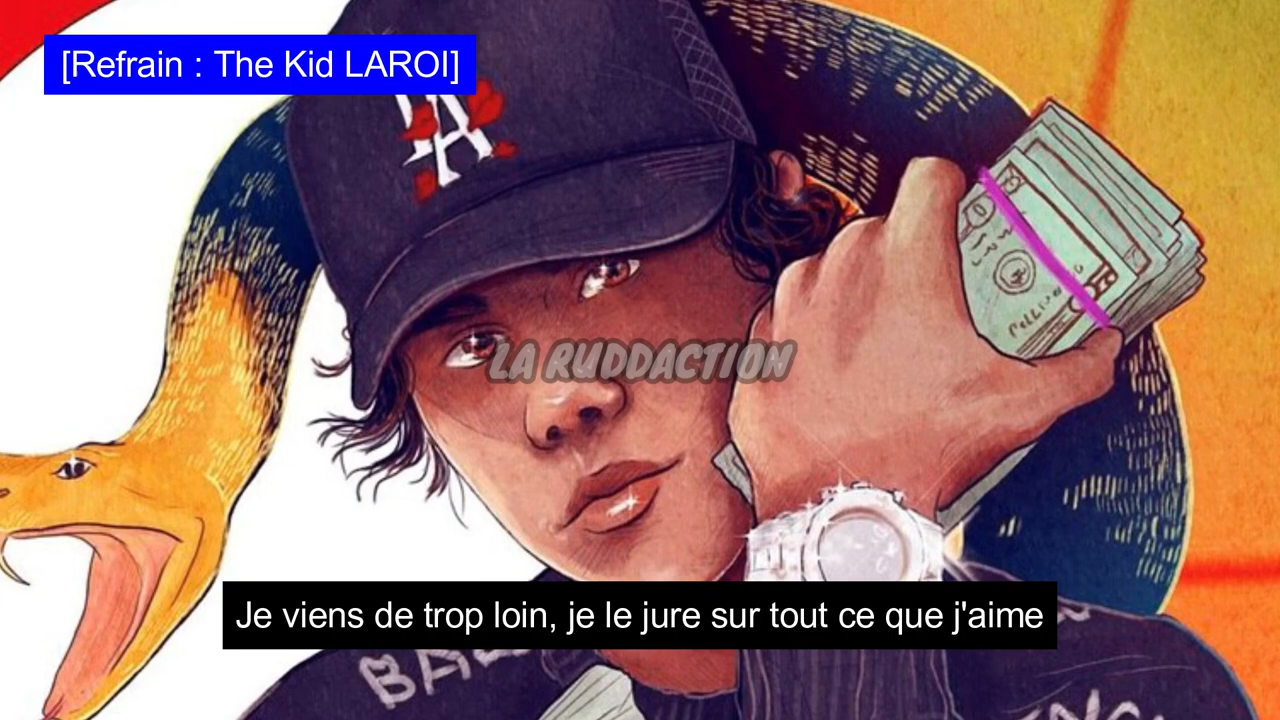 [Refrain : The Kid LAROI]
LA
LA RUDDACTION
Je viens de trop loin, je le jure sur tout ce que j'aime